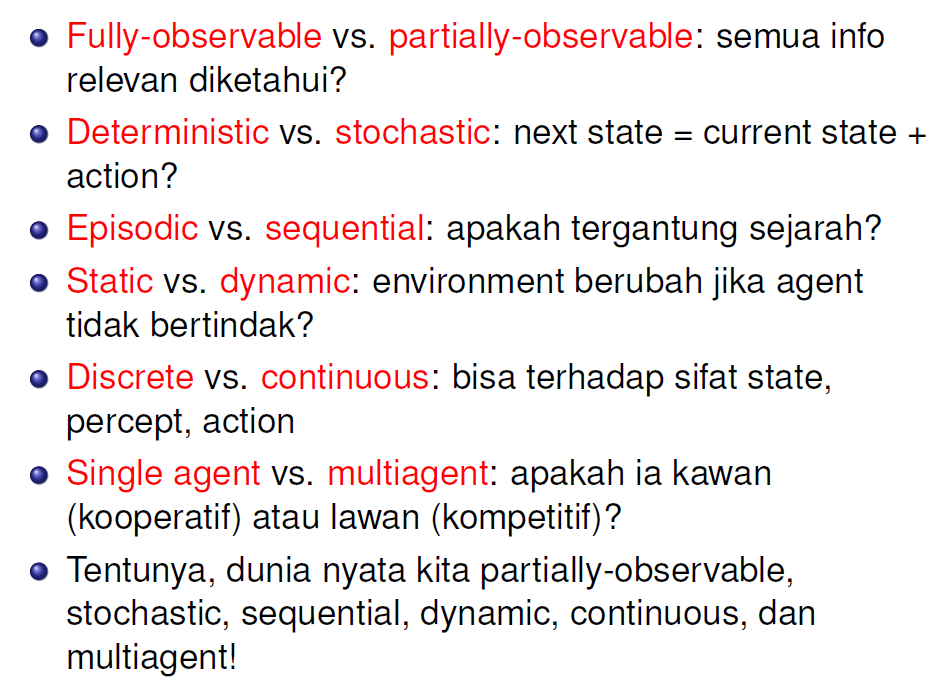 Fully-observable vs. partially-observable: semua info
relevan diketahui?
Deterministic vs. stochastic: next state = current state +
action?
Episodic vs. sequential: apakah tergantung sejarah?
Static vs. dynamic: environment berubah jika agent
tidak bertindak?
Discrete vs. continuous: bisa terhadap sifat state,
percept, action
Single agent vs. multiagent: apakah ia kawan
(kooperatif) atau lawan (kompetitif)?
Tentunya, dunia nyata kita partially-observable,
stochastic, sequential, dynamic, continuous, dan
multiagent!